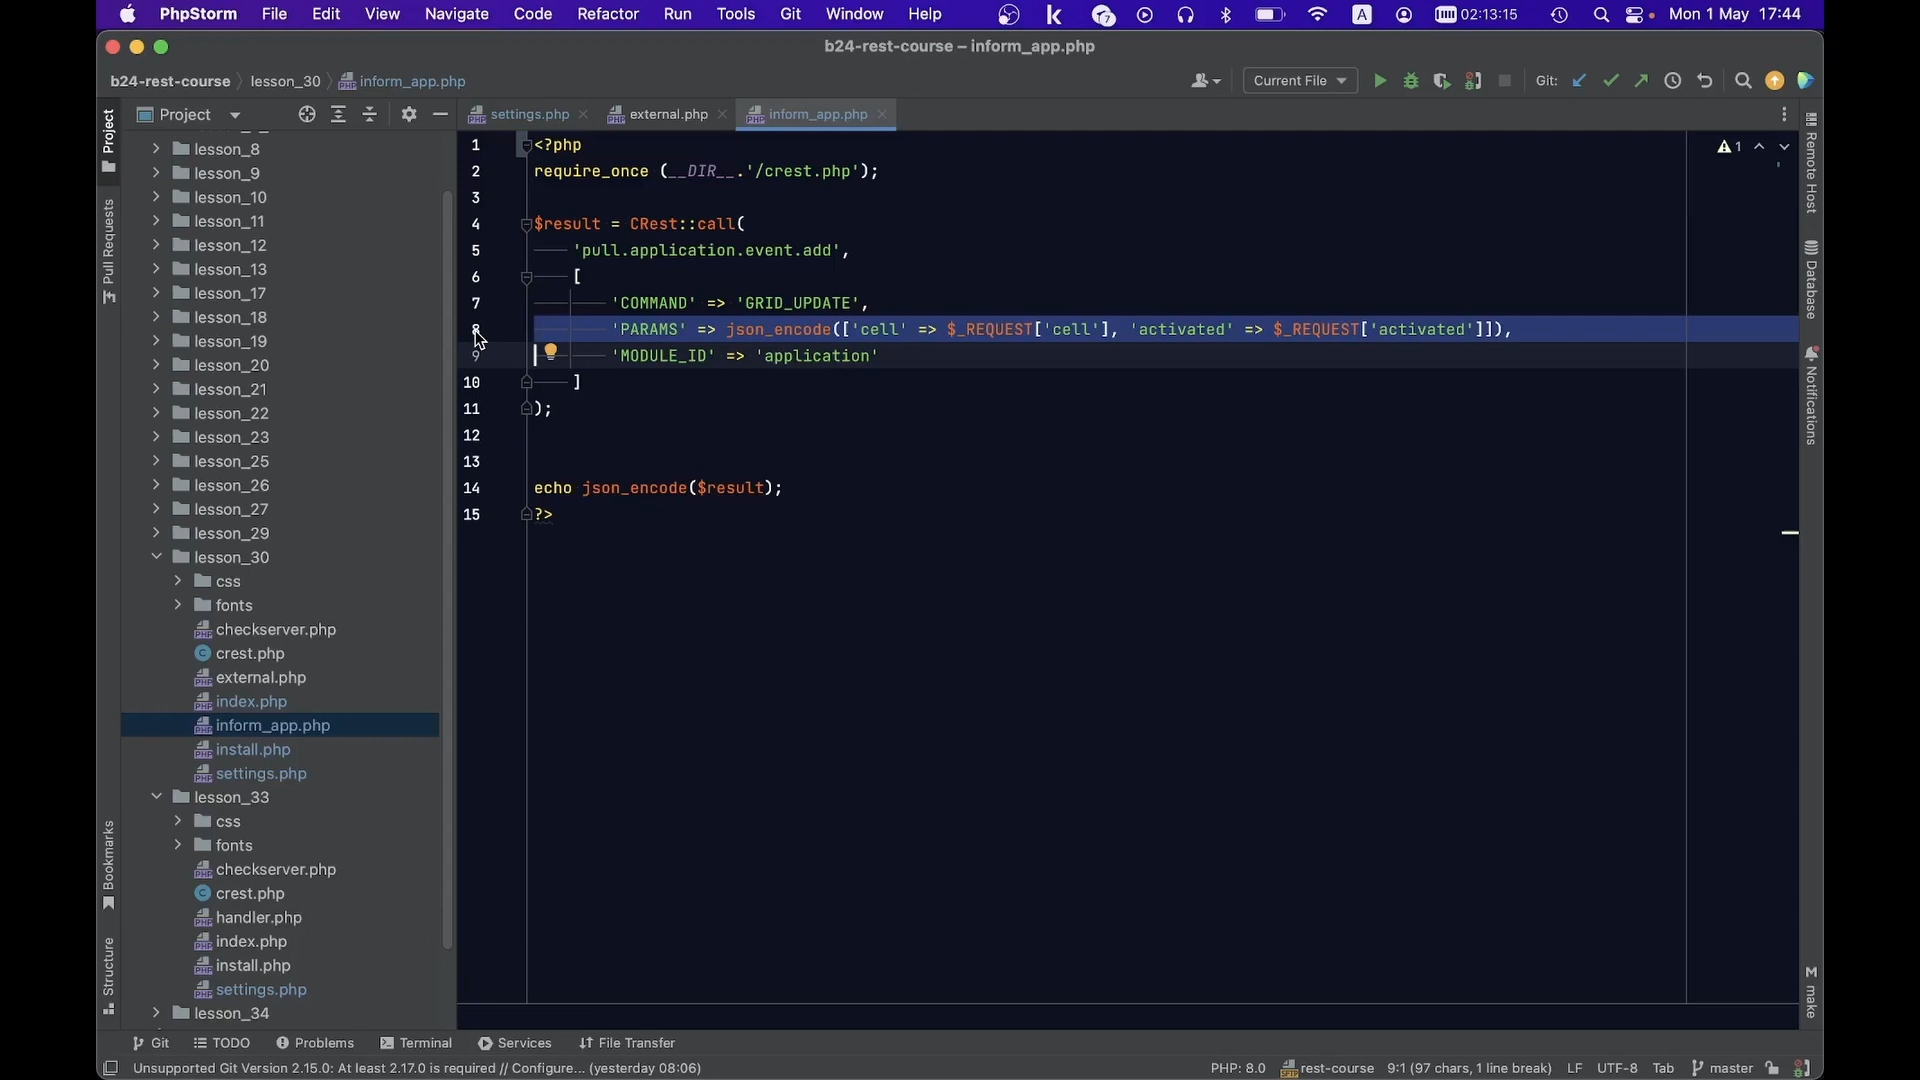 PhpStorm File Edit View Navigate Code Refactor Run Tools Git Window Help A 02:13:15 Mon 1 May 17:44
b24-rest-course – inform_app.php
b24-rest-course lesson_30 inform_app.php Current File Git:
Project
settings.php external.php inform_app.php
Project
Pull Requests
Bookmarks
Structure
lesson_8
lesson_9
lesson_10
lesson_11
lesson_12
lesson_13
lesson_17
lesson_18
lesson_19
lesson_20
lesson_21
lesson_22
lesson_23
lesson_25
lesson_26
lesson_27
lesson_29
lesson_30
css
fonts
checkserver.php
crest.php
external.php
index.php
inform_app.php
install.php
settings.php
lesson_33
css
fonts
checkserver.php
crest.php
handler.php
index.php
install.php
settings.php
lesson_34
1 <?php
2 require_once (__DIR__.'/crest.php');
3
4 $result = CRest::call(
5 'pull.application.event.add',
6 [
7 'COMMAND' => 'GRID_UPDATE',
8 'PARAMS' => json_encode(['cell' => $_REQUEST['cell'], 'activated' => $_REQUEST['activated']]),
9 'MODULE_ID' => 'application'
10 ]
11 );
12
13
14 echo json_encode($result);
15 ?>
1
Remote Host
Database
Notifications
make
Git TODO Problems Terminal Services File Transfer
Unsupported Git Version 2.15.0: At least 2.17.0 is required // Configure... (yesterday 08:06) PHP: 8.0 rest-course 9:1 (97 chars, 1 line break) LF UTF-8 Tab master